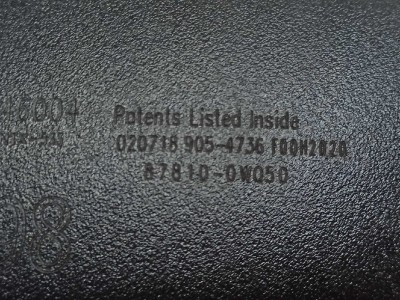 Patents Listed Inside
020718 905-4736 F00H2020
87810-0W050